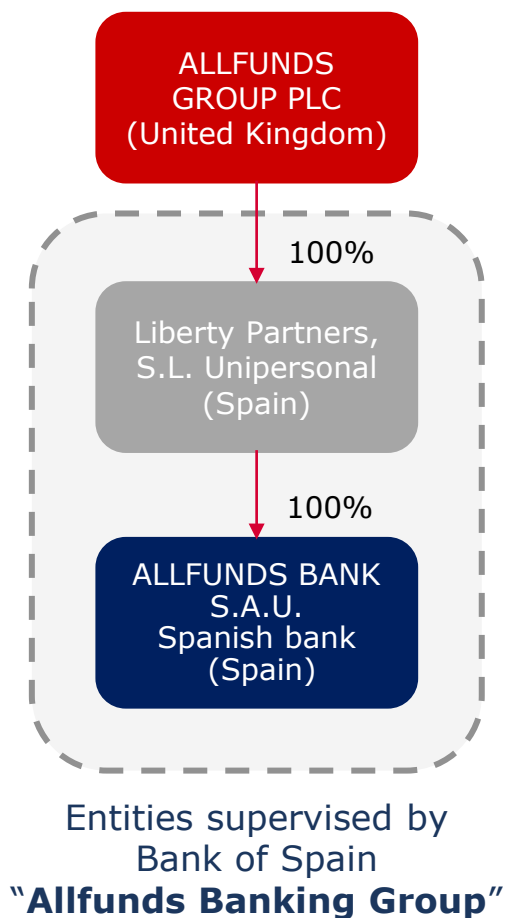 ALLFUNDS
GROUP PLC
(United Kingdom)
100%
Liberty Partners,
S.L. Unipersonal
(Spain)
100%
ALLFUNDS BANK
S.A.U.
Spanish bank
(Spain)
Entities supervised by
Bank of Spain
“Allfunds Banking Group”